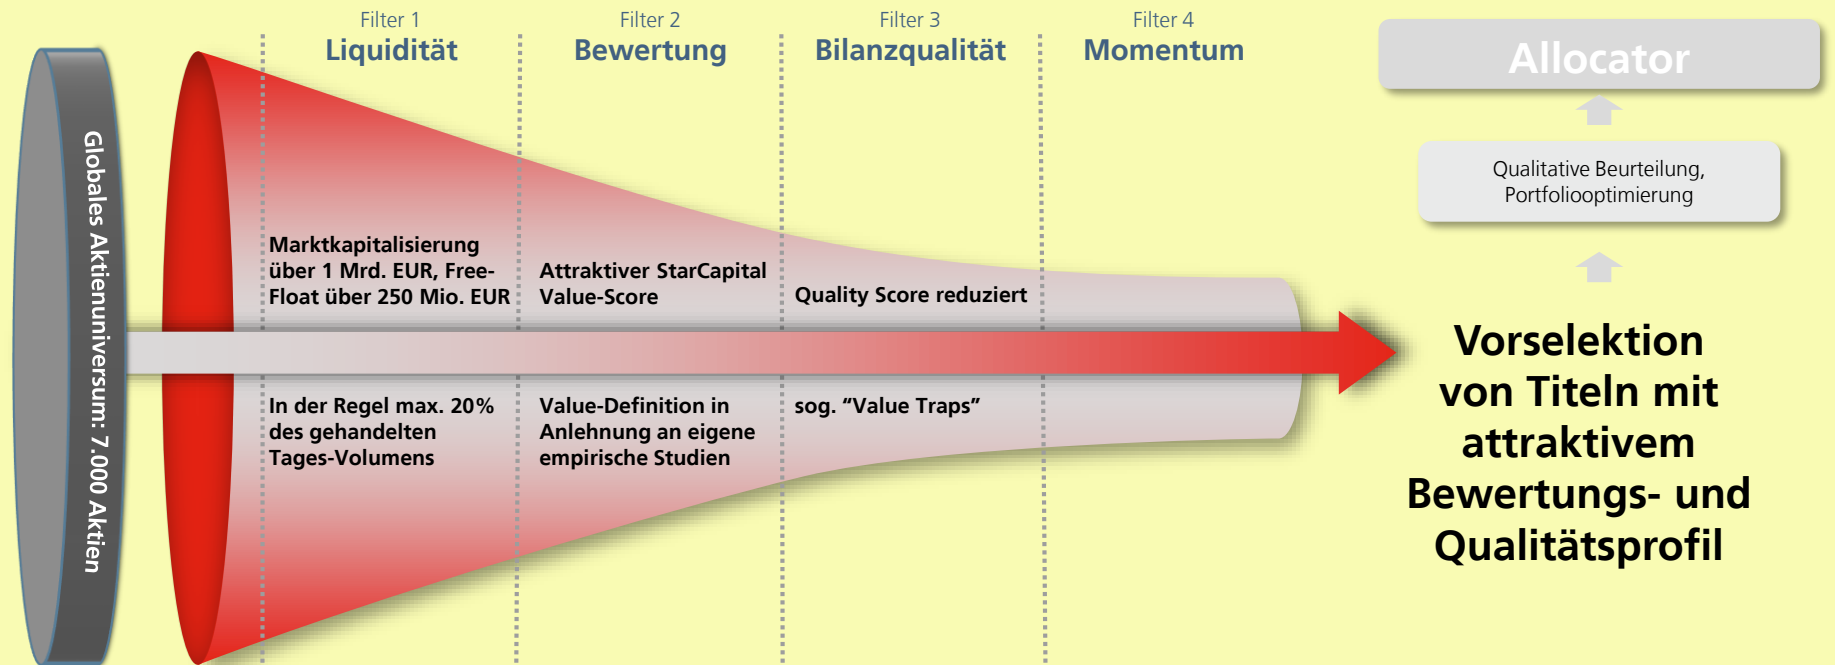 Filter 1
Liquidität
Filter 2
Bewertung
Filter 3
Bilanzqualität
Filter 4
Momentum
Globales Aktienuniversum: 7.000 Aktien
Marktkapitalisierung
über 1 Mrd. EUR, Free-
Float über 250 Mio. EUR
In der Regel max. 20%
des gehandelten
Tages-Volumens
Attraktiver StarCapital
Value-Score
Value-Definition in
Anlehnung an eigene
empirische Studien
Quality Score reduziert
sog. "Value Traps"
Allocator
Qualitative Beurteilung,
Portfoliooptimierung
Vorselektion
von Titeln mit
attraktivem
Bewertungs- und
Qualitätsprofil